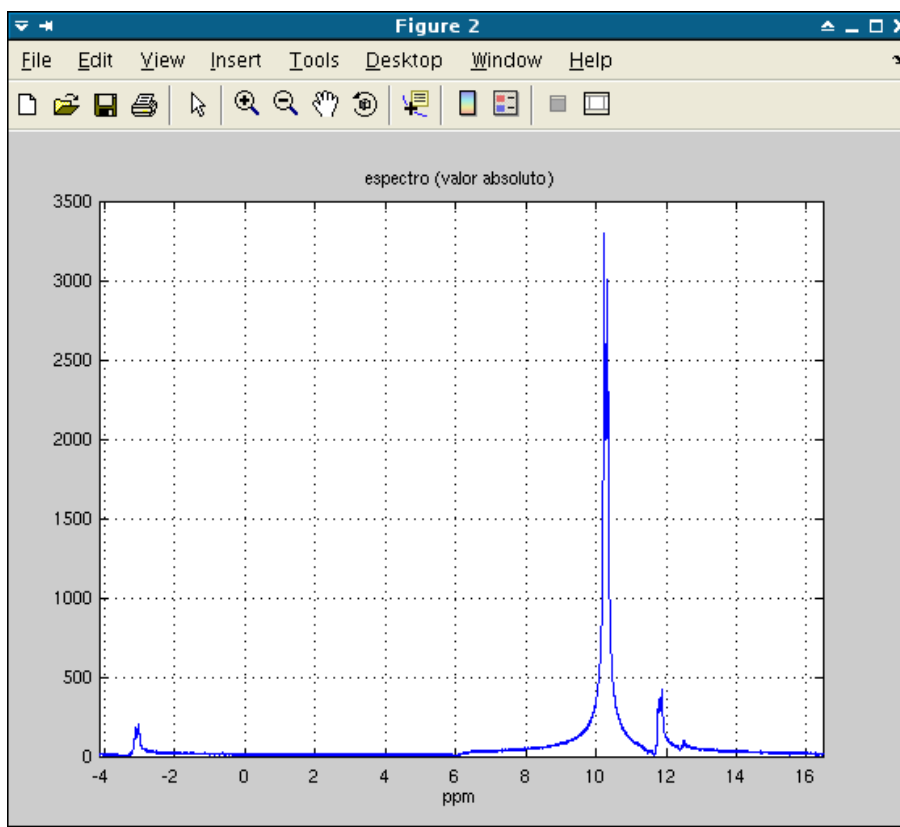 Figure 2
File Edit View Insert Tools Desktop Window Help
espectro (valor absoluto)
3500
3000
2500
2000
1500
1000
500
0
-4 -2 0 2 4 6 8 10 12 14 16
ppm